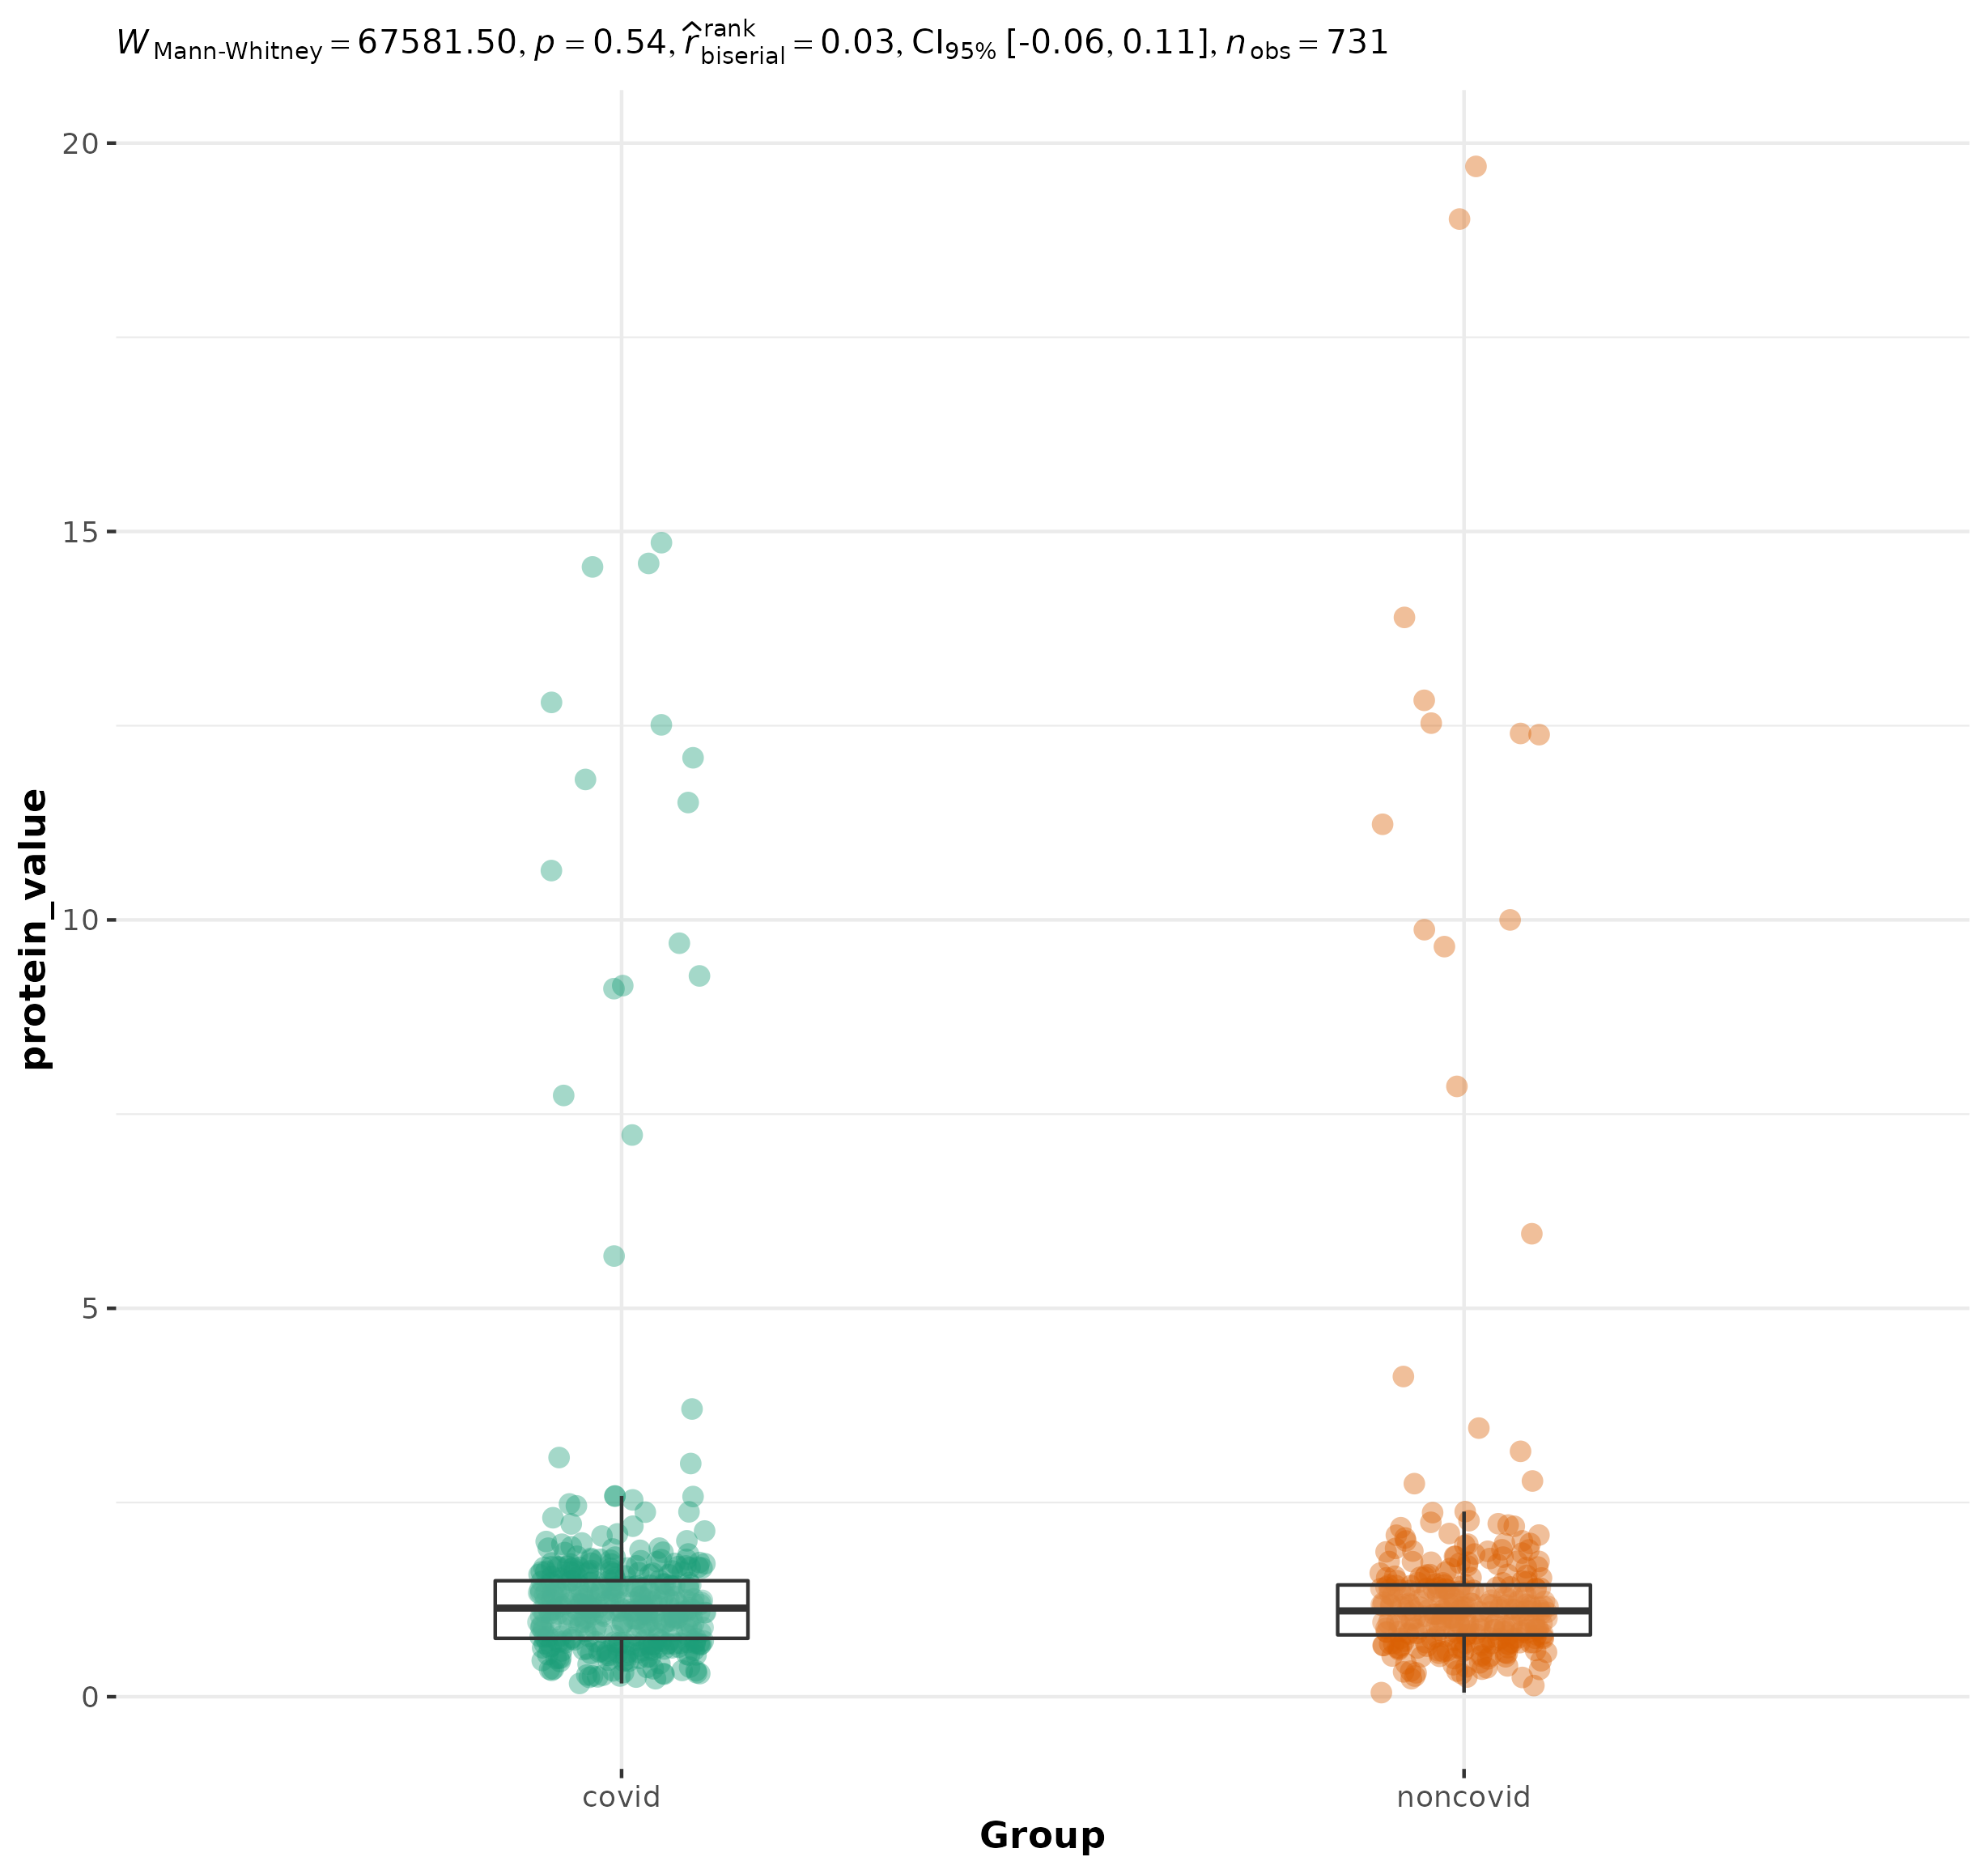 W Mann-Whitney = 67581.50, p = 0.54, r̂ rank biserial = 0.03, CI95% [-0.06, 0.11], n obs = 731
20
15
10
5
0
protein_value
covid noncovid
Group